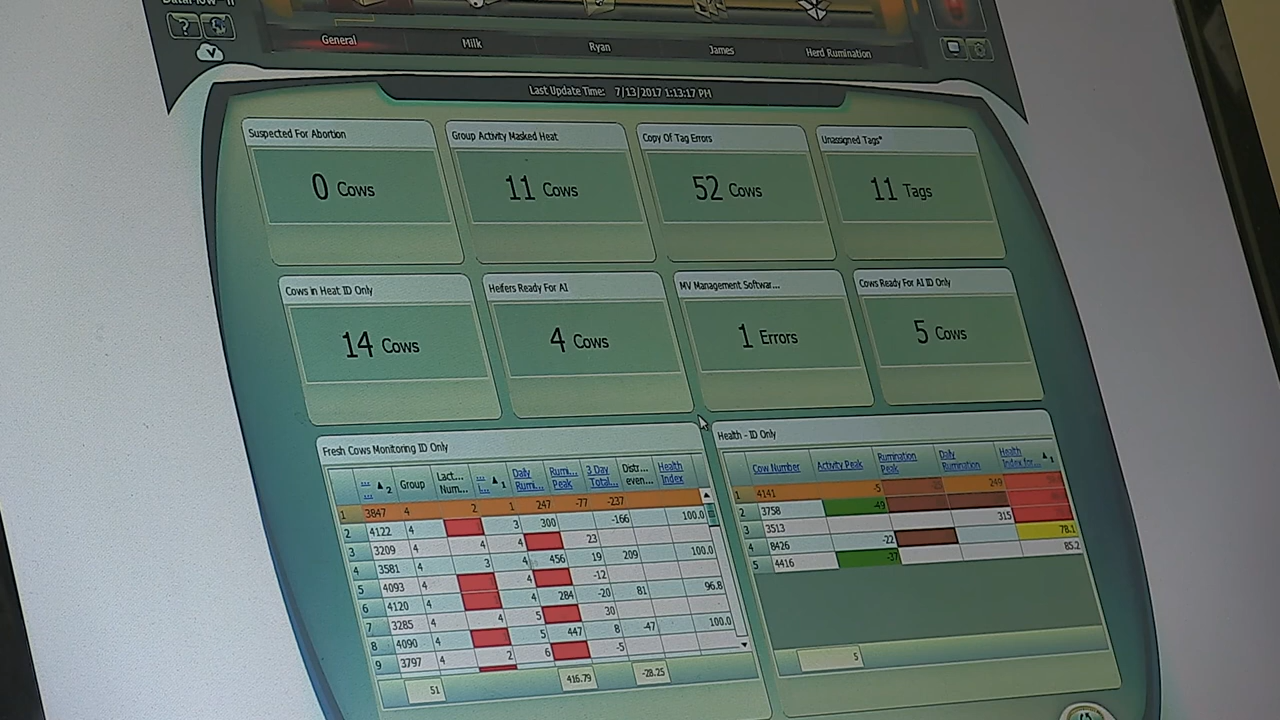 DataFlow II
General Milk Ryan James Herd Rumination
Last Update Time: 7/13/2017 1:13:17 PM
Suspected For Abortion
0 Cows
Group Activity Masked Heat
11 Cows
Copy Of Tag Errors
52 Cows
Unassigned Tags*
11 Tags
Cows in Heat ID Only
14 Cows
Heifers Ready For AI
4 Cows
MV Management Softwar...
1 Errors
Cows Ready For AI ID Only
5 Cows
Fresh Cows Monitoring ID Only
... ... 2 Group Lact... Num... ... L... 1 Daily Rumi... Rumi... Peak 3 Day Total... Distr... even... Health Index
1 3847 4 2 1 247 -77 -237
2 4122 4 3 300 -166 100.0
3 3209 4 4 4 23
4 3581 4 3 4 456 19 209 100.0
5 4093 4 4 -12
6 4120 4 4 284 -20 81 96.8
7 3285 4 4 5 30
8 4090 4 5 447 8 -47 100.0
9 3797 4 2 6 -5
51 416.79 -28.25
Health - ID Only
Cow Number Activity Peak Rumination Peak Daily Rumination Health Index for... 1
1 4141 -5 249
2 3758 -49
3 3513 315
4 8426 -22 78.1
5 4416 -37 85.2
5